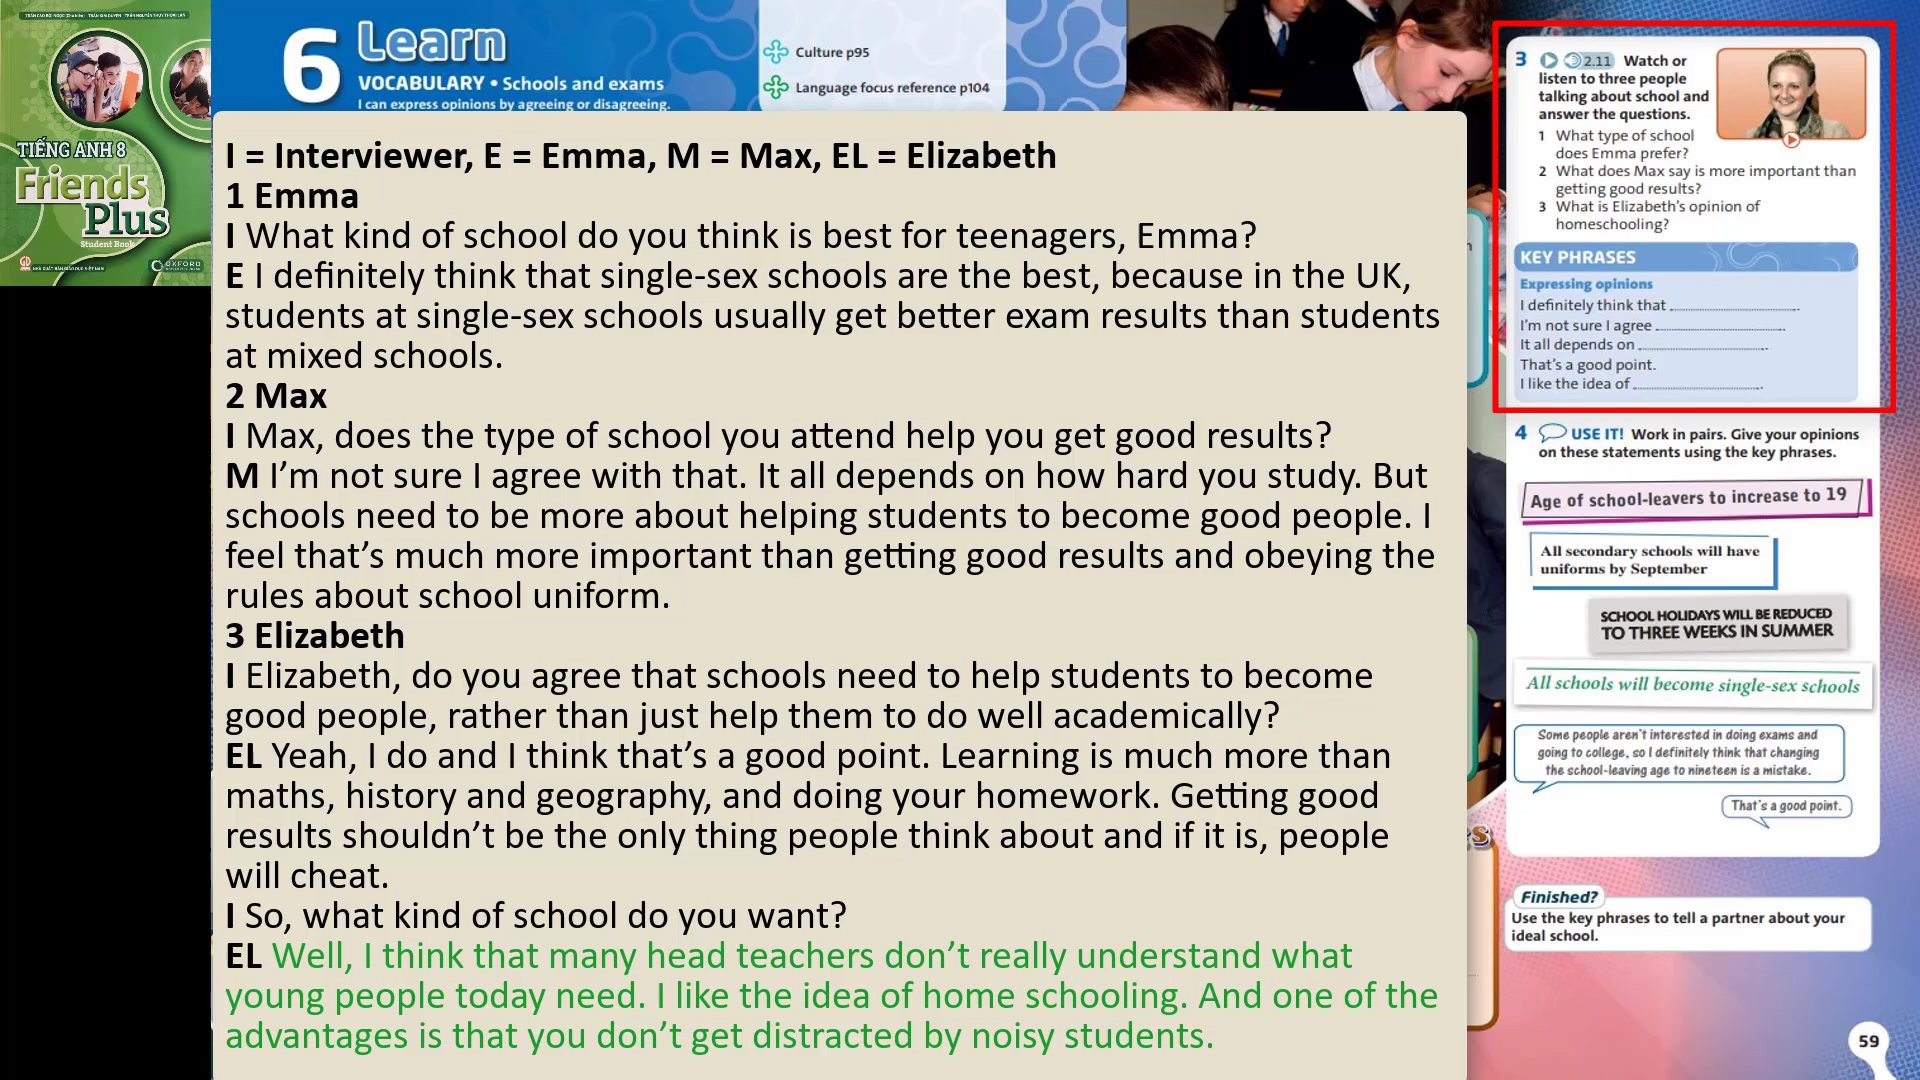 TIẾNG ANH 8
Friends
Plus
Student Book
NHÀ XUẤT BẢN GIÁO DỤC VIỆT NAM
OXFORD
6
Learn
VOCABULARY • Schools and exams
I can express opinions by agreeing or disagreeing.
Culture p95
Language focus reference p104
I = Interviewer, E = Emma, M = Max, EL = Elizabeth
1 Emma
I What kind of school do you think is best for teenagers, Emma?
E I definitely think that single-sex schools are the best, because in the UK,
students at single-sex schools usually get better exam results than students
at mixed schools.
2 Max
I Max, does the type of school you attend help you get good results?
M I’m not sure I agree with that. It all depends on how hard you study. But
schools need to be more about helping students to become good people. I
feel that’s much more important than getting good results and obeying the
rules about school uniform.
3 Elizabeth
I Elizabeth, do you agree that schools need to help students to become
good people, rather than just help them to do well academically?
EL Yeah, I do and I think that’s a good point. Learning is much more than
maths, history and geography, and doing your homework. Getting good
results shouldn’t be the only thing people think about and if it is, people
will cheat.
I So, what kind of school do you want?
EL Well, I think that many head teachers don’t really understand what
young people today need. I like the idea of home schooling. And one of the
advantages is that you don’t get distracted by noisy students.
3 2.11 Watch or
listen to three people
talking about school and
answer the questions.
1 What type of school
does Emma prefer?
2 What does Max say is more important than
getting good results?
3 What is Elizabeth’s opinion of
homeschooling?
KEY PHRASES
Expressing opinions
I definitely think that
I’m not sure I agree
It all depends on
That’s a good point.
I like the idea of
4 USE IT! Work in pairs. Give your opinions
on these statements using the key phrases.
Age of school-leavers to increase to 19
All secondary schools will have
uniforms by September
SCHOOL HOLIDAYS WILL BE REDUCED
TO THREE WEEKS IN SUMMER
All schools will become single-sex schools
Some people aren’t interested in doing exams and
going to college, so I definitely think that changing
the school-leaving age to nineteen is a mistake.
That’s a good point.
Finished?
Use the key phrases to tell a partner about your
ideal school.
59